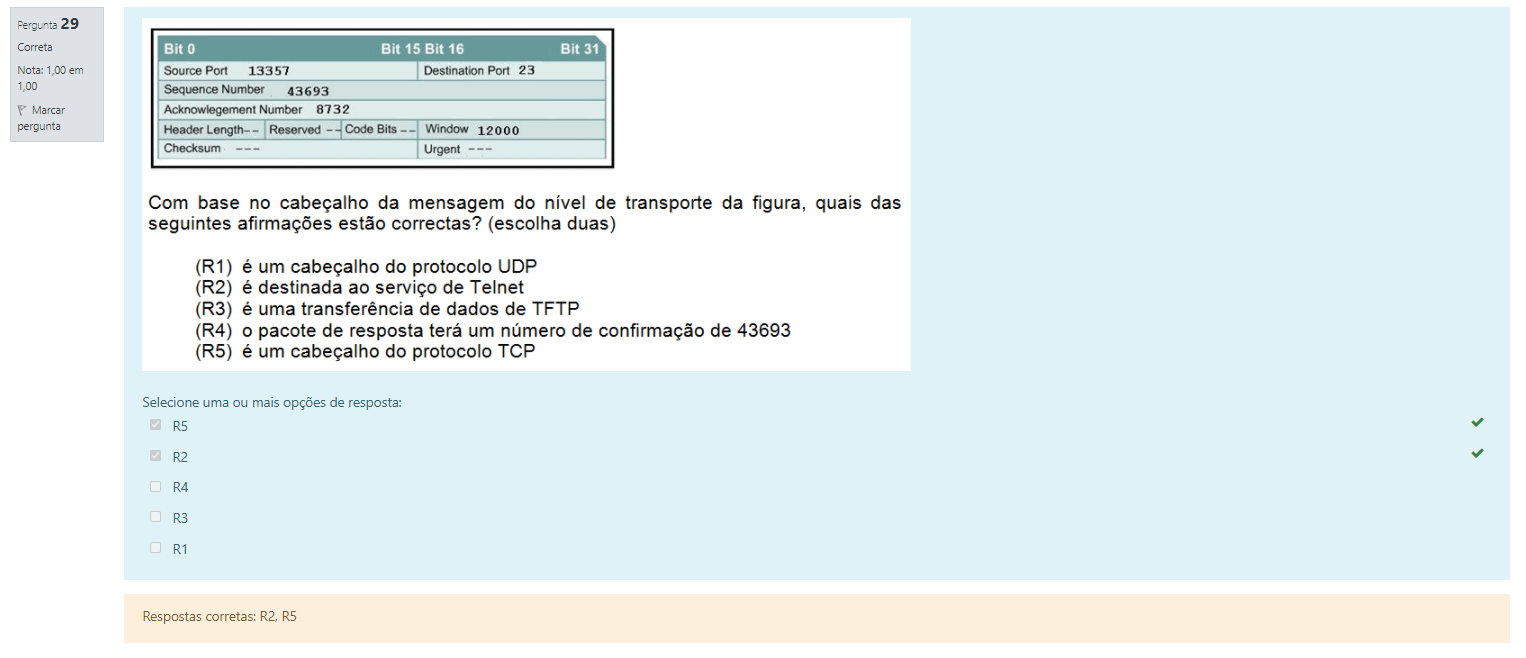 Pergunta 29
Correta
Nota: 1,00 em
1,00
Marcar
pergunta
Bit 0 Bit 15 Bit 16 Bit 31
Source Port 13357 Destination Port 23
Sequence Number 43693
Acknowlegement Number 8732
Header Length-- Reserved -- Code Bits -- Window 12000
Checksum --- Urgent ---
Com base no cabeçalho da mensagem do nível de transporte da figura, quais das
seguintes afirmações estão correctas? (escolha duas)
(R1) é um cabeçalho do protocolo UDP
(R2) é destinada ao serviço de Telnet
(R3) é uma transferência de dados de TFTP
(R4) o pacote de resposta terá um número de confirmação de 43693
(R5) é um cabeçalho do protocolo TCP
Selecione uma ou mais opções de resposta:
R5
R2
R4
R3
R1
Respostas corretas: R2, R5